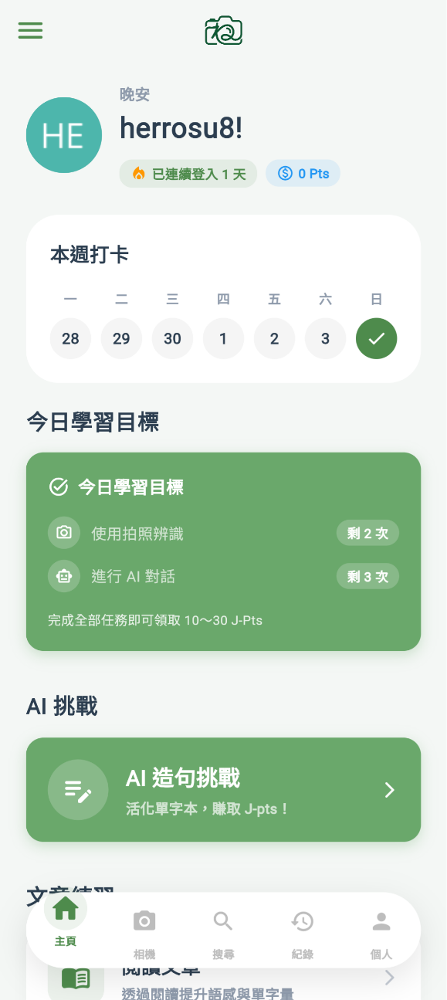 晚安
HE
herrosu8!
已連續登入 1 天
0 Pts
本週打卡
一 二 三 四 五 六 日
28 29 30 1 2 3
今日學習目標
今日學習目標
使用拍照辨識 剩 2 次
進行 AI 對話 剩 3 次
完成全部任務即可領取 10～30 J-Pts
AI 挑戰
AI 造句挑戰
活化單字本，賺取 J-pts！
文章練習
主頁 相機 搜尋 紀錄 個人
閱讀文章
透過閱讀提升語感與單字量